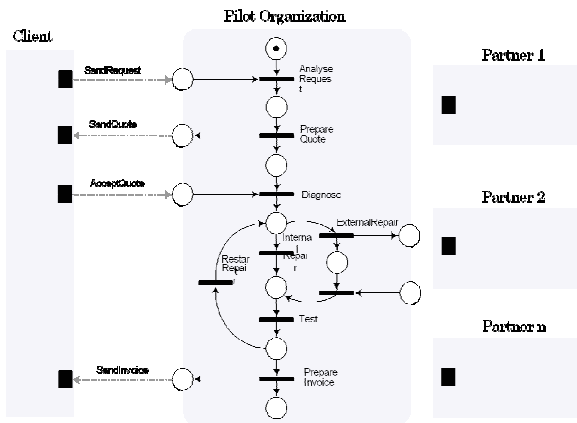 Pilot Organization
Client
Partner 1
SendRequest
Analyse
Reques
t
SendQuote
Prepare
Quote
AcceptQuote
Diagnose
Partner 2
ExternalRepair
Interna
l
Repai
r
Restar
Repai
Test
Partnor n
SendInvoice
Prepare
Invoice